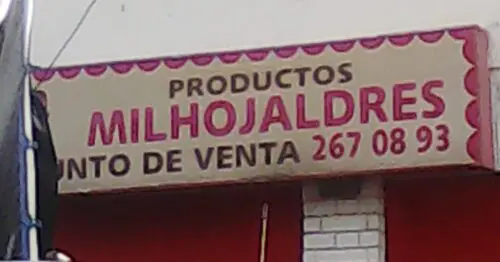 PRODUCTOS
MILHOJALDRES
UNTO DE VENTA 267 08 93